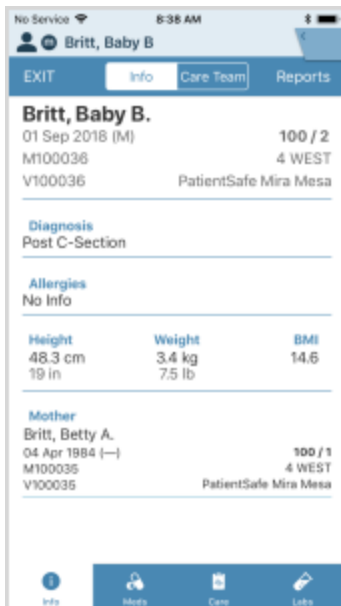 No Service 8:38 AM
Britt, Baby B
EXIT Info Care Team Reports
Britt, Baby B.
01 Sep 2018 (M) 100 / 2
M100036 4 WEST
V100036 PatientSafe Mira Mesa
Diagnosis
Post C-Section
Allergies
No Info
Height Weight BMI
48.3 cm 3.4 kg 14.6
19 in 7.5 lb
Mother
Britt, Betty A.
04 Apr 1984 (—) 100 / 1
M100035 4 WEST
V100035 PatientSafe Mira Mesa
Info Meds Care Labs